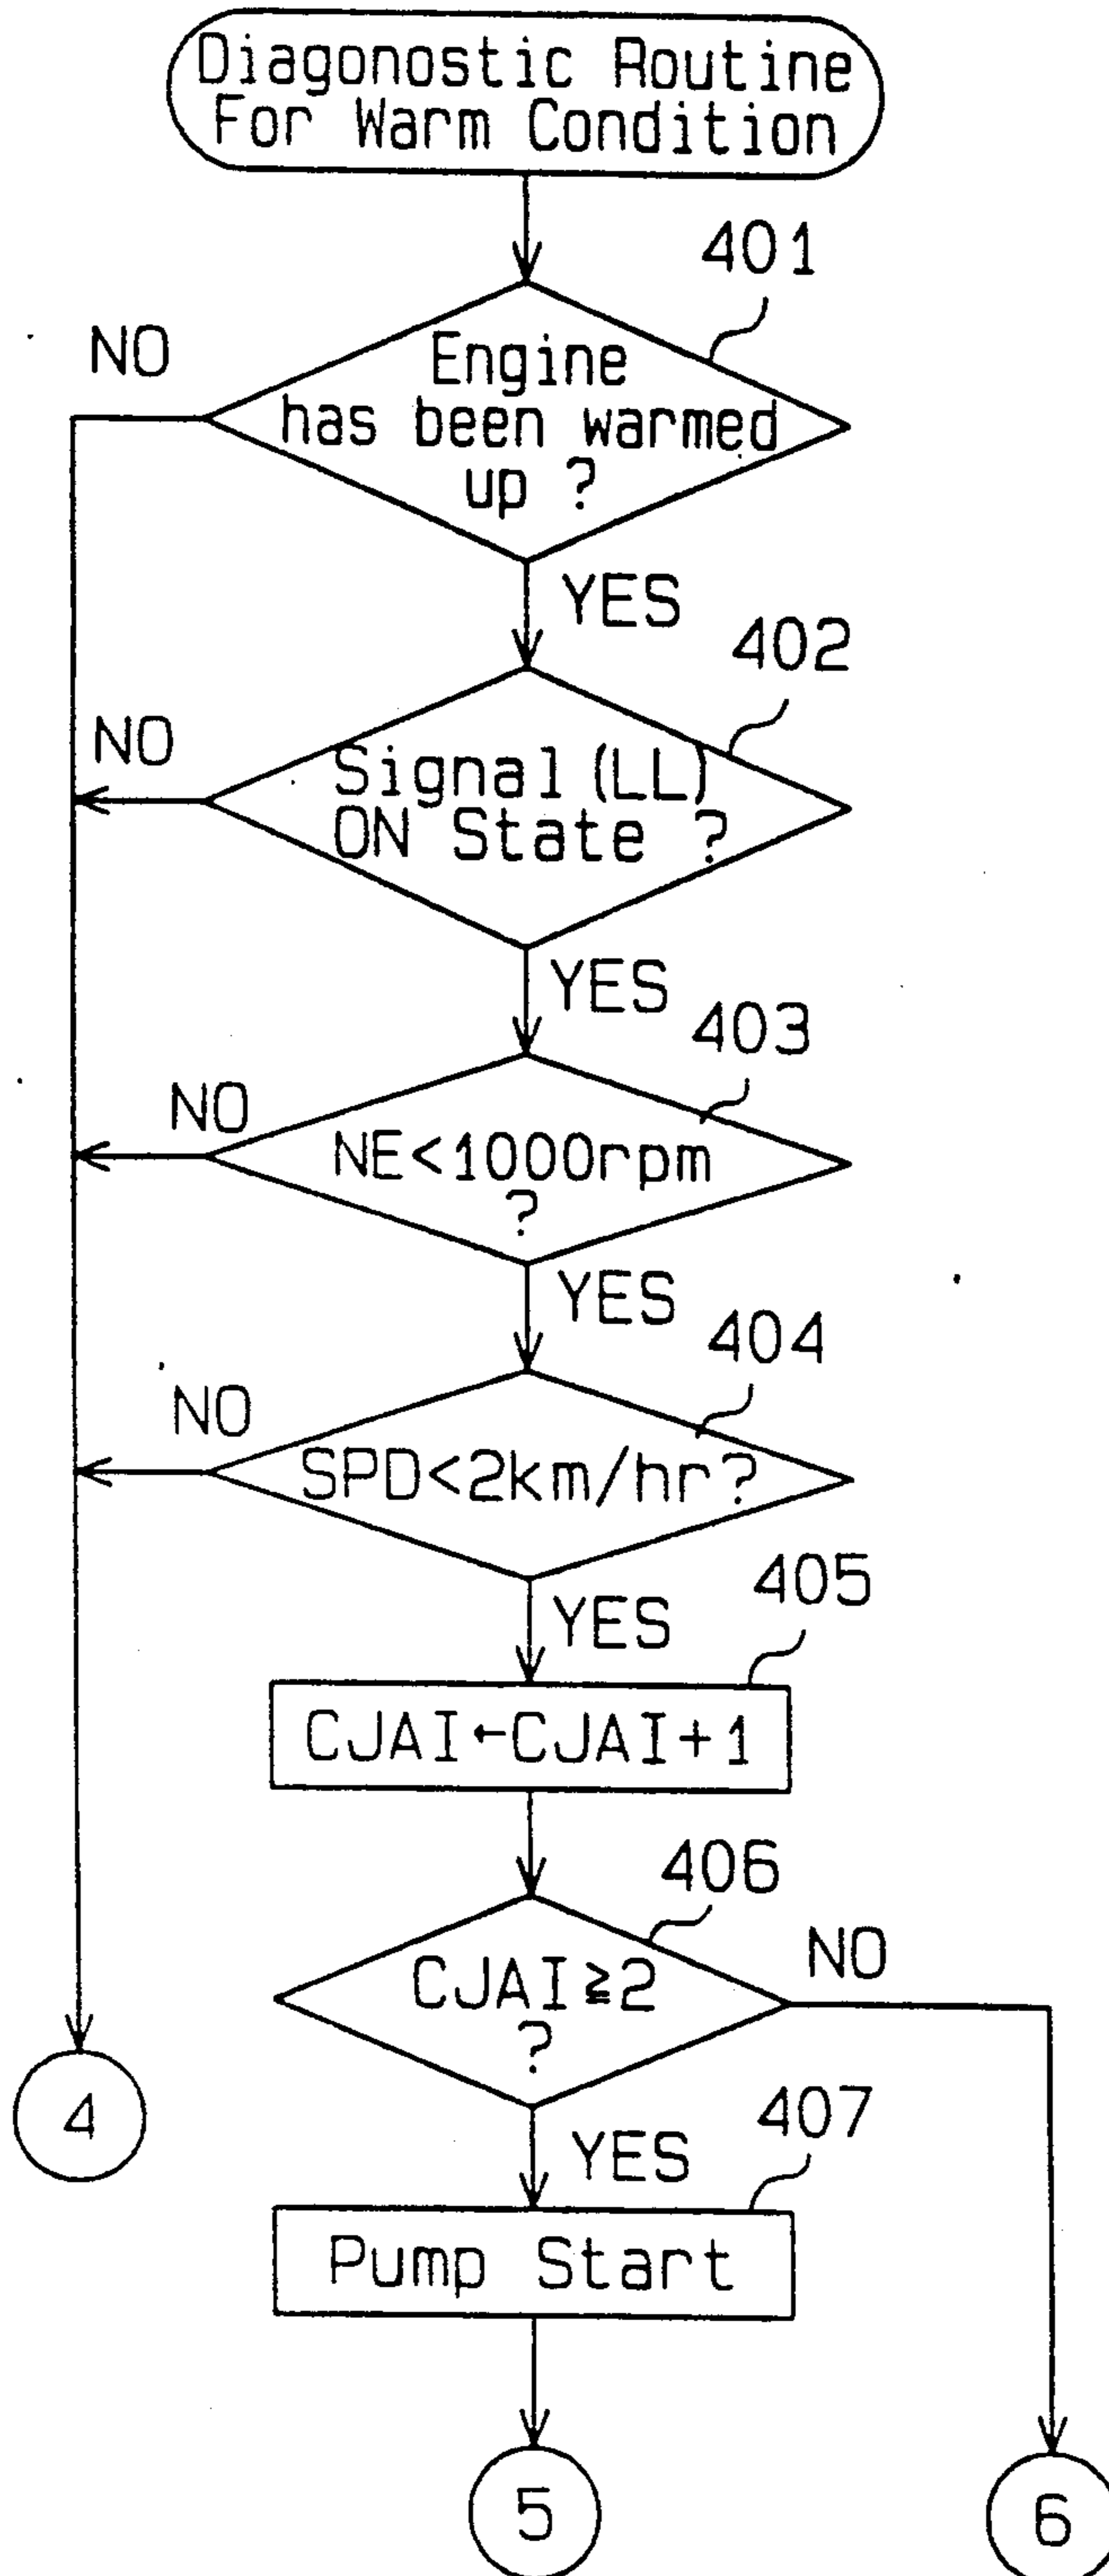 Diagonostic Routine
For Warm Condition
401
NO
Engine
has been warmed
up ?
YES
402
NO
Signal (LL)
ON State ?
YES
403
NO
NE<1000rpm
?
YES
404
NO
SPD<2km/hr?
YES
405
CJAI←CJAI+1
406
NO
CJAI≧2
?
4
YES
407
Pump Start
5
6